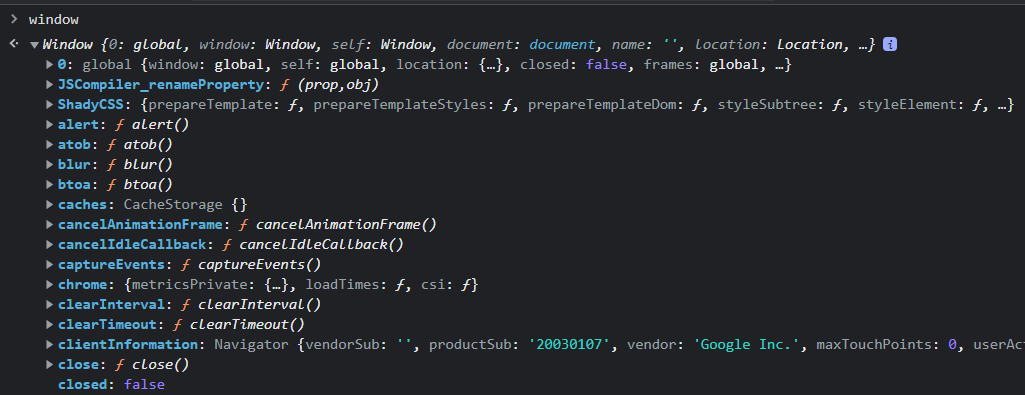 window
Window {0: global, window: Window, self: Window, document: document, name: '', location: Location, …} i
0: global {window: global, self: global, location: {…}, closed: false, frames: global, …}
JSCompiler_renameProperty: ƒ (prop,obj)
ShadyCSS: {prepareTemplate: ƒ, prepareTemplateStyles: ƒ, prepareTemplateDom: ƒ, styleSubtree: ƒ, styleElement: ƒ, …}
alert: ƒ alert()
atob: ƒ atob()
blur: ƒ blur()
btoa: ƒ btoa()
caches: CacheStorage {}
cancelAnimationFrame: ƒ cancelAnimationFrame()
cancelIdleCallback: ƒ cancelIdleCallback()
captureEvents: ƒ captureEvents()
chrome: {metricsPrivate: {…}, loadTimes: ƒ, csi: ƒ}
clearInterval: ƒ clearInterval()
clearTimeout: ƒ clearTimeout()
clientInformation: Navigator {vendorSub: '', productSub: '20030107', vendor: 'Google Inc.', maxTouchPoints: 0, userAc
close: ƒ close()
closed: false